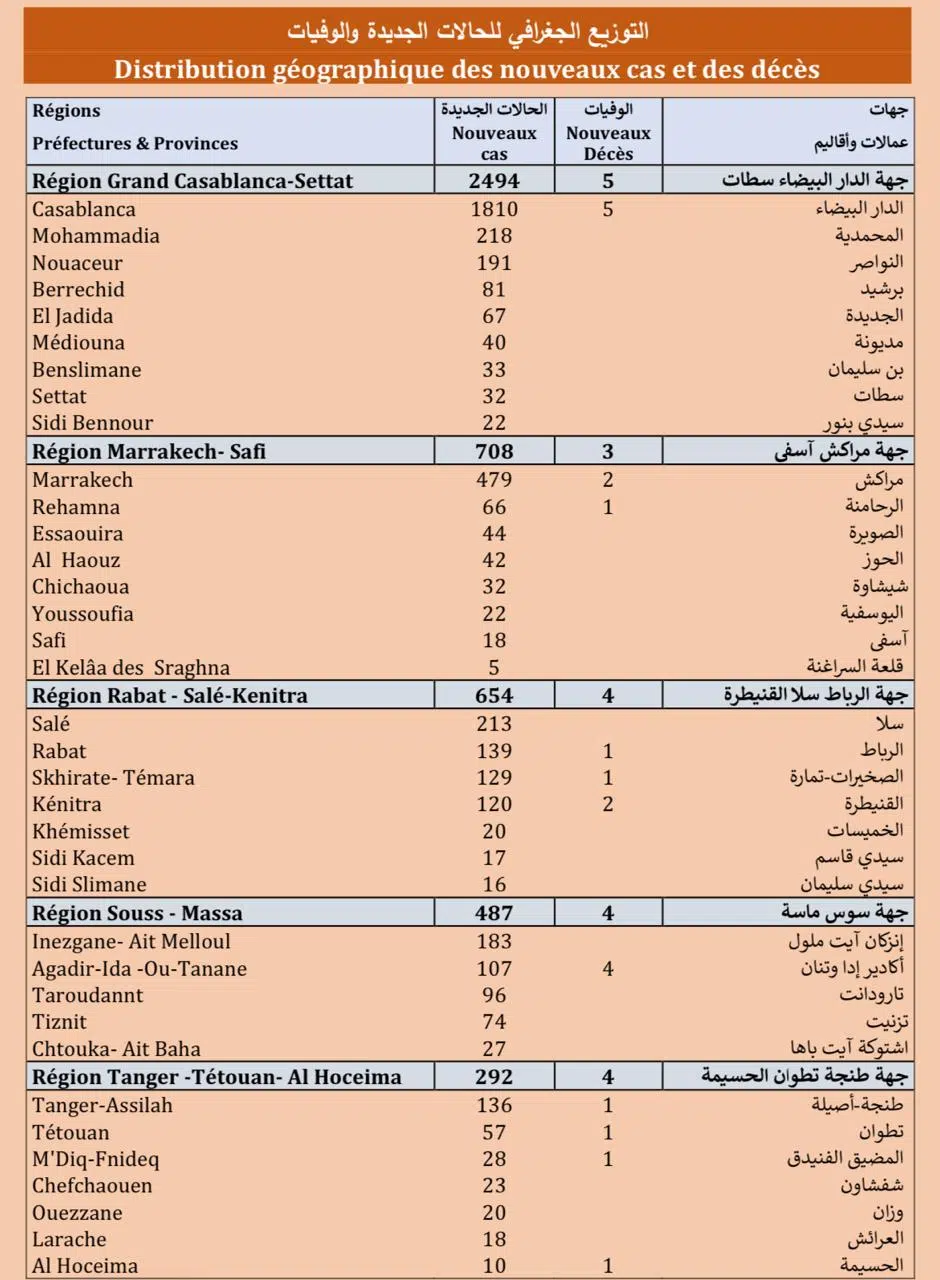 التوزيع الجغرافي للحالات الجديدة والوفيات
Distribution géographique des nouveaux cas et des décès
Régions الحالات الجديدة الوفيات جهات
Préfectures & Provinces Nouveaux cas Nouveaux Décès عمالات وأقاليم
Région Grand Casablanca-Settat 2494 5 جهة الدار البيضاء سطات
Casablanca 1810 5 الدار البيضاء
Mohammadia 218 المحمدية
Nouaceur 191 النواصر
Berrechid 81 برشيد
El Jadida 67 الجديدة
Médiouna 40 مديونة
Benslimane 33 بن سليمان
Settat 32 سطات
Sidi Bennour 22 سيدي بنور
Région Marrakech- Safi 708 3 جهة مراكش آسفى
Marrakech 479 2 مراكش
Rehamna 66 1 الرحامنة
Essaouira 44 الصويرة
Al Haouz 42 الحوز
Chichaoua 32 شيشاوة
Youssoufia 22 اليوسفية
Safi 18 آسفى
El Kelâa des Sraghna 5 قلعة السراغنة
Région Rabat - Salé-Kenitra 654 4 جهة الرباط سلا القنيطرة
Salé 213 سلا
Rabat 139 1 الرباط
Skhirate- Témara 129 1 الصخيرات-تمارة
Kénitra 120 2 القنيطرة
Khémisset 20 الخميسات
Sidi Kacem 17 سيدي قاسم
Sidi Slimane 16 سيدي سليمان
Région Souss - Massa 487 4 جهة سوس ماسة
Inezgane- Ait Melloul 183 إنزكان آيت ملول
Agadir-Ida -Ou-Tanane 107 4 أكادير إدا وتنان
Taroudannt 96 تارودانت
Tiznit 74 تزنيت
Chtouka- Ait Baha 27 اشتوكة آيت باها
Région Tanger -Tétouan- Al Hoceima 292 4 جهة طنجة تطوان الحسيمة
Tanger-Assilah 136 1 طنجة-أصيلة
Tétouan 57 1 تطوان
M'Diq-Fnideq 28 1 المضيق الفنيدق
Chefchaouen 23 شفشاون
Ouezzane 20 وزان
Larache 18 العرائش
Al Hoceima 10 1 الحسيمة